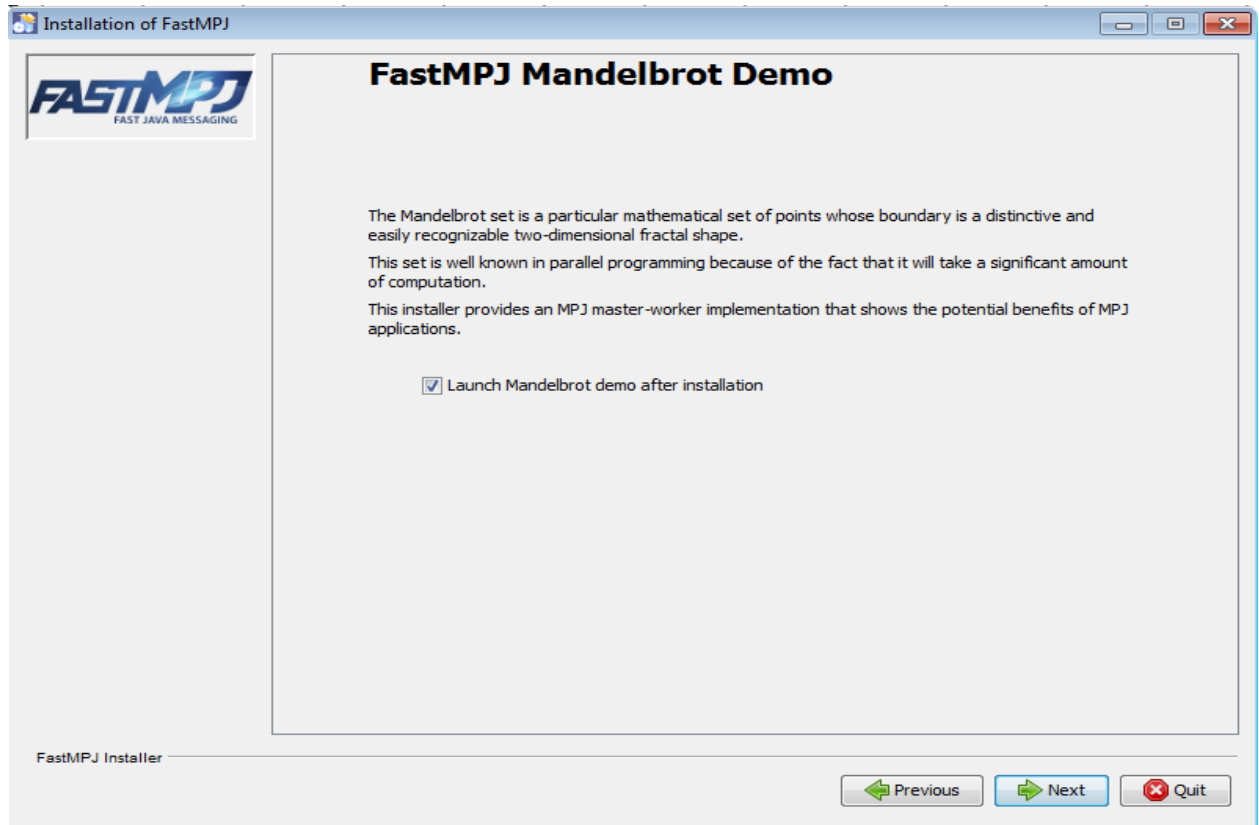 Installation of FastMPJ
FASTMPJ
FAST JAVA MESSAGING
FastMPJ Mandelbrot Demo
The Mandelbrot set is a particular mathematical set of points whose boundary is a distinctive and
easily recognizable two-dimensional fractal shape.
This set is well known in parallel programming because of the fact that it will take a significant amount
of computation.
This installer provides an MPJ master-worker implementation that shows the potential benefits of MPJ
applications.
Launch Mandelbrot demo after installation
FastMPJ Installer
Previous
Next
Quit